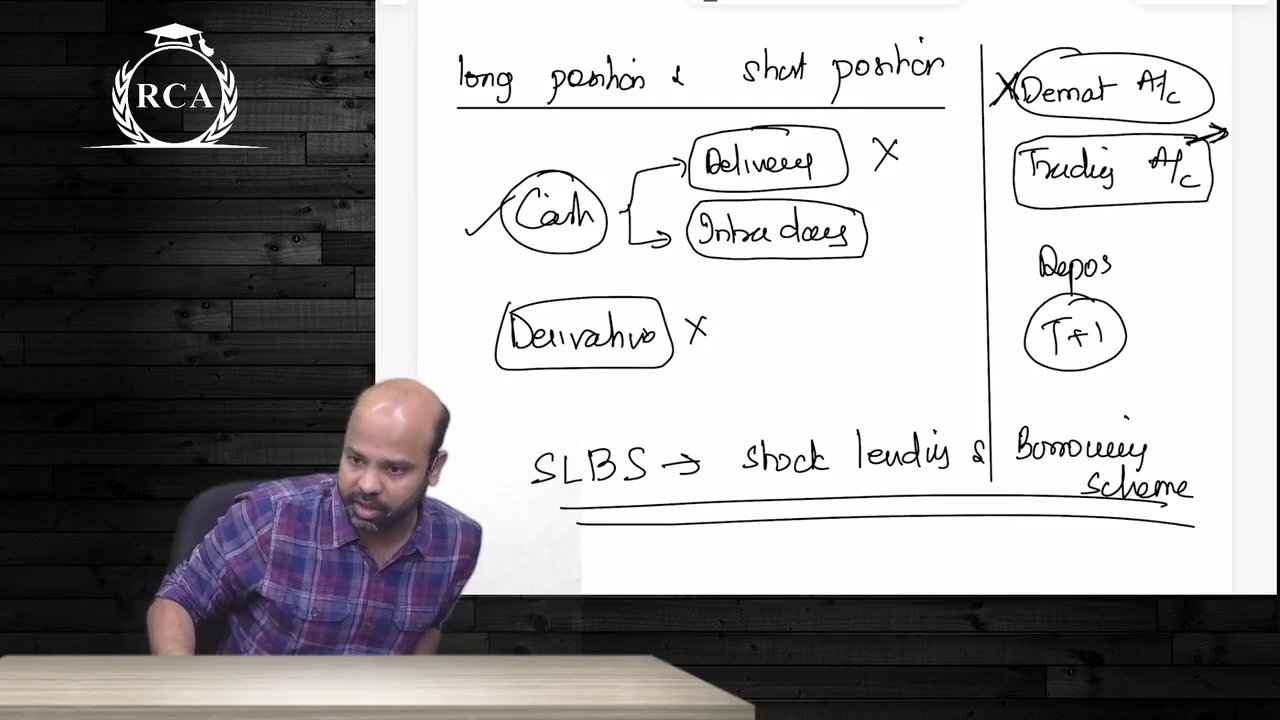 RCA
long position & short position
Cash
Delivery X
Intraday
Derivative X
SLBS → Stock lending & Borrowing
Scheme
X Demat A/c
Trading A/c
Depos
T+1